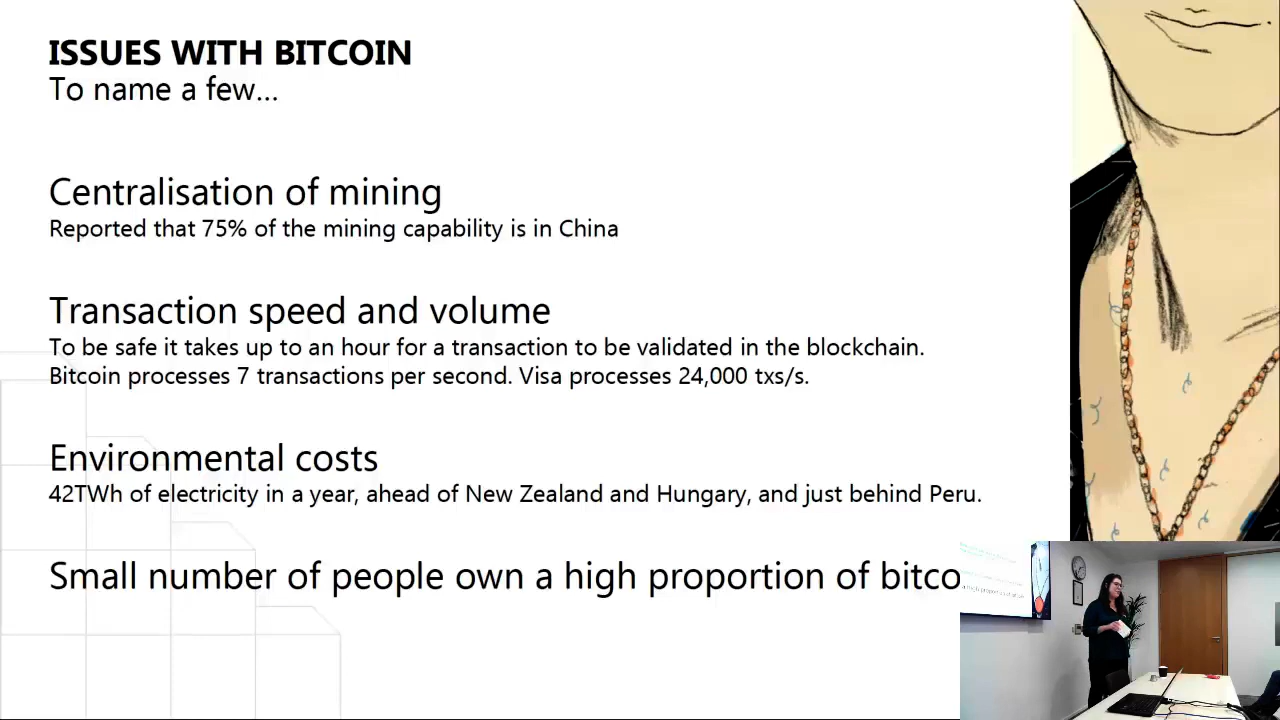 ISSUES WITH BITCOIN
To name a few...
Centralisation of mining
Reported that 75% of the mining capability is in China
Transaction speed and volume
To be safe it takes up to an hour for a transaction to be validated in the blockchain.
Bitcoin processes 7 transactions per second. Visa processes 24,000 txs/s.
Environmental costs
42TWh of electricity in a year, ahead of New Zealand and Hungary, and just behind Peru.
Small number of people own a high proportion of bitco